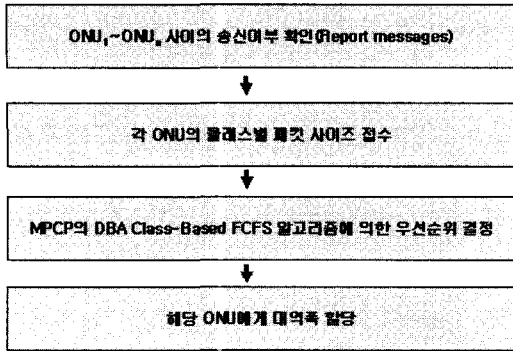 ONU₁~ONUₙ 사이의 송신여부 확인(Report messages)
각 ONU의 클래스별 패킷 사이즈 접수
MPCP의 DBA Class-Based FCFS 알고리즘에 의한 우선순위 결정
해당 ONU에게 대역폭 할당